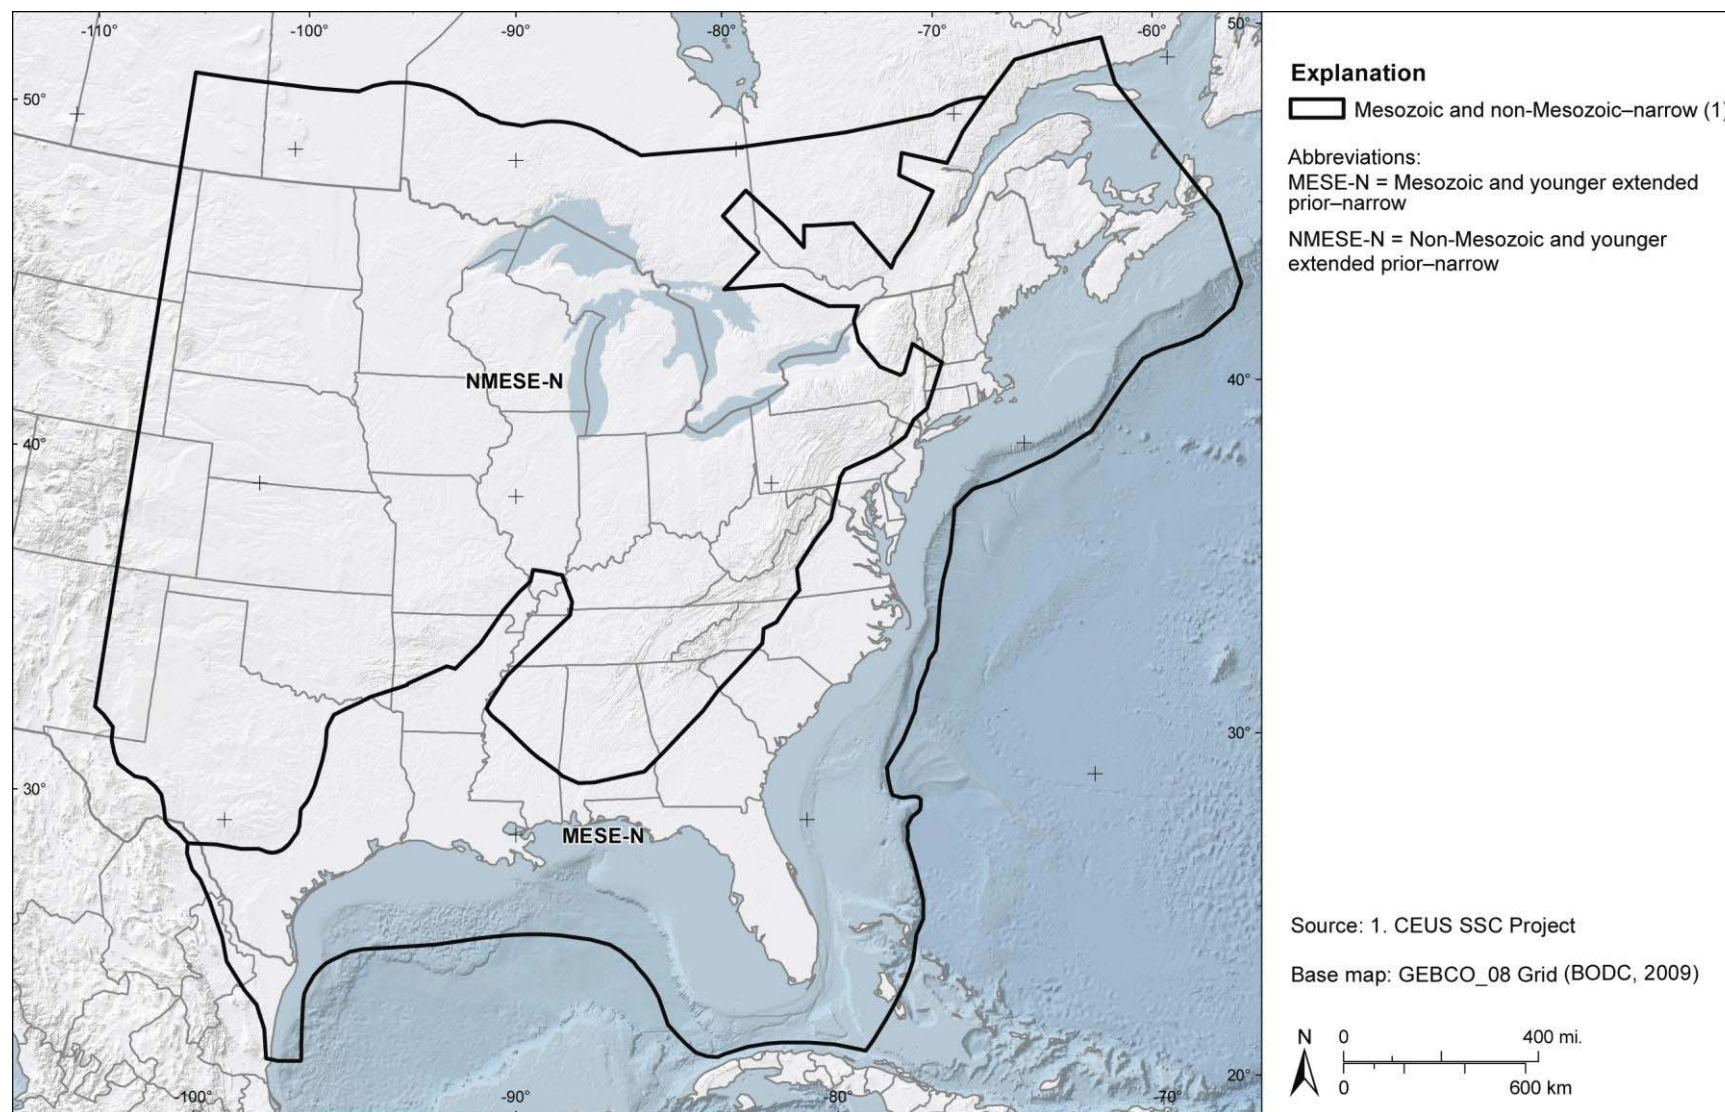 -110° -100° -90° -80° -70° -60° 50°
50°
40° 40°
30° 30°
20°
-100° -90° -80° -70°
NMESE-N
MESE-N
Explanation
Mesozoic and non-Mesozoic–narrow (1)
Abbreviations:
MESE-N = Mesozoic and younger extended
prior–narrow
NMESE-N = Non-Mesozoic and younger
extended prior–narrow
Source: 1. CEUS SSC Project
Base map: GEBCO_08 Grid (BODC, 2009)
N
0 400 mi.
0 600 km